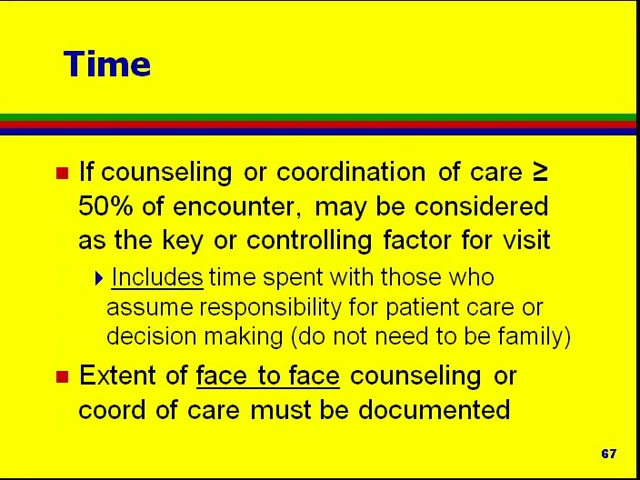 Time
If counseling or coordination of care ≥
50% of encounter, may be considered
as the key or controlling factor for visit
Includes time spent with those who
assume responsibility for patient care or
decision making (do not need to be family)
Extent of face to face counseling or
coord of care must be documented
67